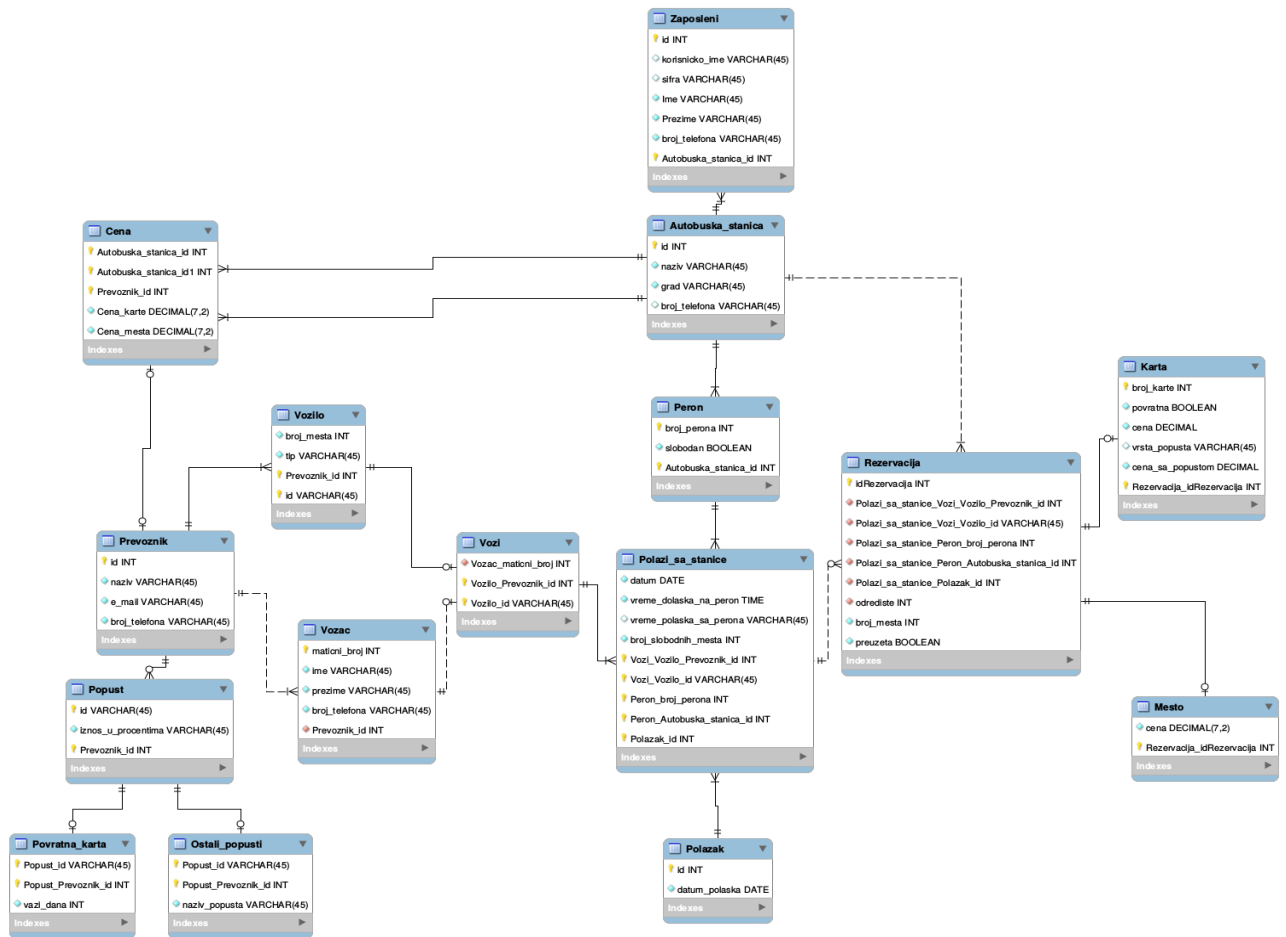 Zaposleni
id INT
korisnicko_ime VARCHAR(45)
sifra VARCHAR(45)
Ime VARCHAR(45)
Prezime VARCHAR(45)
broj_telefona VARCHAR(45)
Autobuska_stanica_id INT
Indexes
Cena
Autobuska_stanica_id INT
Autobuska_stanica_id1 INT
Prevoznik_id INT
Cena_karte DECIMAL(7,2)
Cena_mesta DECIMAL(7,2)
Indexes
Autobuska_stanica
id INT
naziv VARCHAR(45)
grad VARCHAR(45)
broj_telefona VARCHAR(45)
Indexes
Vozilo
broj_mesta INT
tip VARCHAR(45)
Prevoznik_id INT
id VARCHAR(45)
Indexes
Peron
broj_perona INT
slobodan BOOLEAN
Autobuska_stanica_id INT
Indexes
Karta
broj_karte INT
povratna BOOLEAN
cena DECIMAL
vrsta_popusta VARCHAR(45)
cena_sa_popustom DECIMAL
Rezervacija_idRezervacija INT
Indexes
Rezervacija
idRezervacija INT
Polazi_sa_stanice_Vozi_Vozilo_Prevoznik_id INT
Polazi_sa_stanice_Vozi_Vozilo_id VARCHAR(45)
Polazi_sa_stanice_Peron_broj_perona INT
Polazi_sa_stanice_Peron_Autobuska_stanica_id INT
Polazi_sa_stanice_Polazak_id INT
odrediste INT
broj_mesta INT
preuzeta BOOLEAN
Indexes
Prevoznik
id INT
naziv VARCHAR(45)
e_mail VARCHAR(45)
broj_telefona VARCHAR(45)
Indexes
Vozi
Vozac_maticni_broj INT
Vozilo_Prevoznik_id INT
Vozilo_id VARCHAR(45)
Indexes
Polazi_sa_stanice
datum DATE
vreme_dolaska_na_peron TIME
vreme_polaska_sa_perona VARCHAR(45)
broj_slobodnih_mesta INT
Vozi_Vozilo_Prevoznik_id INT
Vozi_Vozilo_id VARCHAR(45)
Peron_broj_perona INT
Peron_Autobuska_stanica_id INT
Polazak_id INT
Indexes
Vozac
maticni_broj INT
ime VARCHAR(45)
prezime VARCHAR(45)
broj_telefona VARCHAR(45)
Prevoznik_id INT
Indexes
Popust
id VARCHAR(45)
iznos_u_procentima VARCHAR(45)
Prevoznik_id INT
Indexes
Mesto
cena DECIMAL(7,2)
Rezervacija_idRezervacija INT
Indexes
Povratna_karta
Popust_id VARCHAR(45)
Popust_Prevoznik_id INT
vazi_dana INT
Indexes
Ostali_popusti
Popust_id VARCHAR(45)
Popust_Prevoznik_id INT
naziv_popusta VARCHAR(45)
Indexes
Polazak
id INT
datum_polaska DATE
Indexes